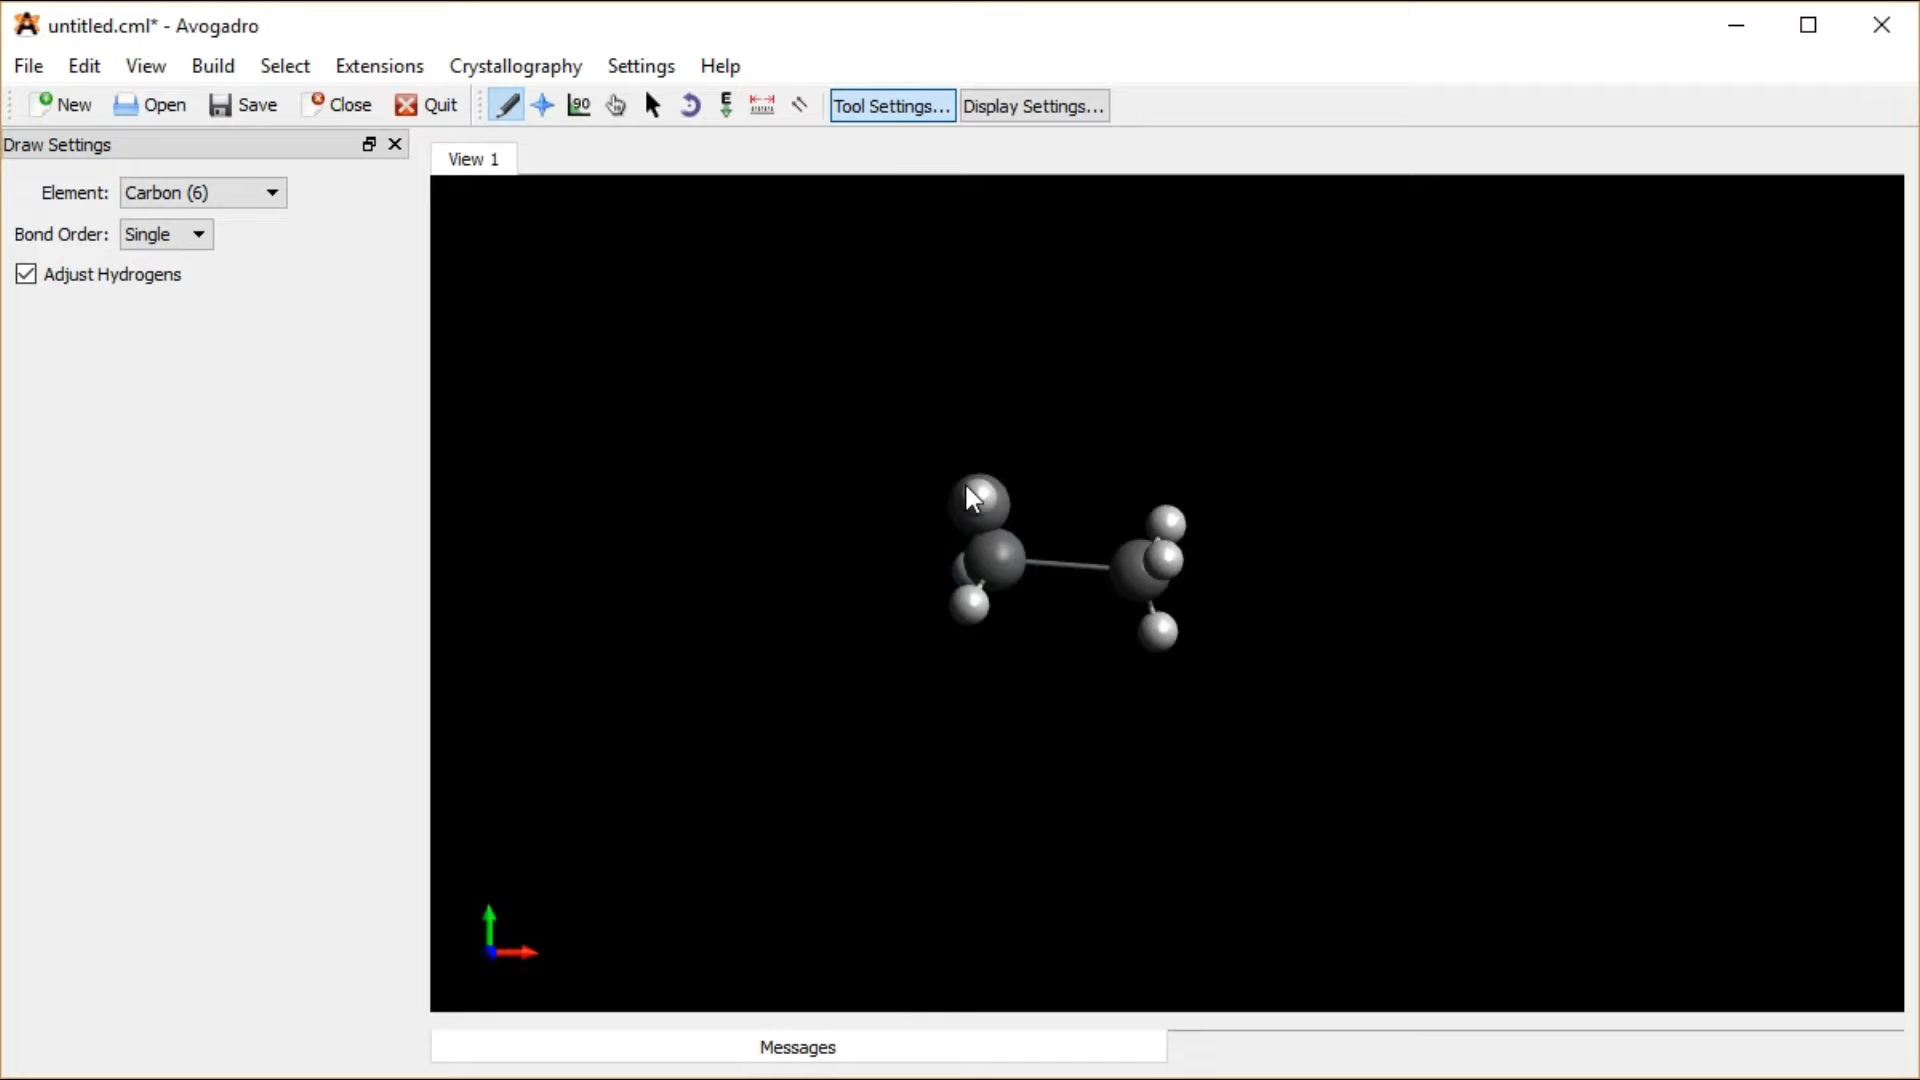 untitled.cml* - Avogadro
File Edit View Build Select Extensions Crystallography Settings Help
New Open Save Close Quit 90 E Tool Settings... Display Settings...
Draw Settings
View 1
Element: Carbon (6)
Bond Order: Single
Adjust Hydrogens
Messages